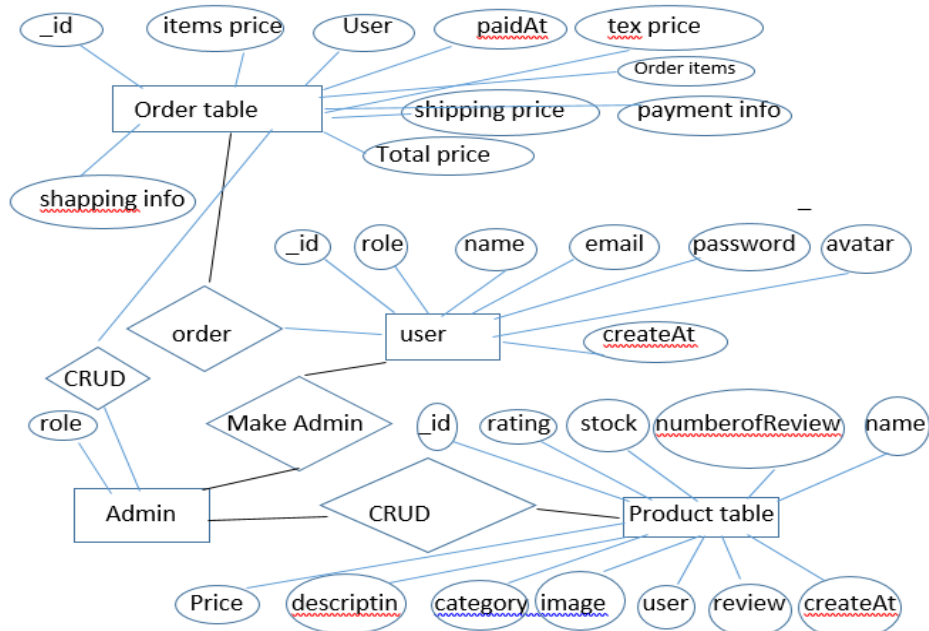 _id
items price
User
paidAt
tex price
Order items
Order table
shipping price
payment info
Total price
shapping info
_
_id
role
name
email
password
avatar
order
user
createAt
CRUD
role
Make Admin
_id
rating
stock
numberofReview
name
Admin
CRUD
Product table
Price
descriptin
category
image
user
review
createAt